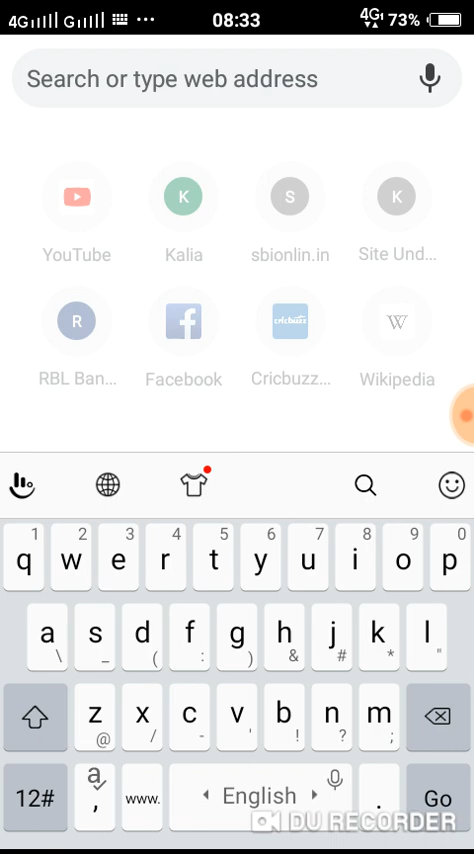 4G G ••• 08:33 4G 73%
Search or type web address
K S K
YouTube Kalia sbionlin.in Site Und...
R f cricbuzz W
RBL Ban... Facebook Cricbuzz... Wikipedia
1 2 3 4 5 6 7 8 9 0
q w e r t y u i o p
a s d f g h j k l
\ _ ( : ) & # * "
z x c v b n m
@ / - ' ! ? ;
12# a , www. English . Go
DU RECORDER